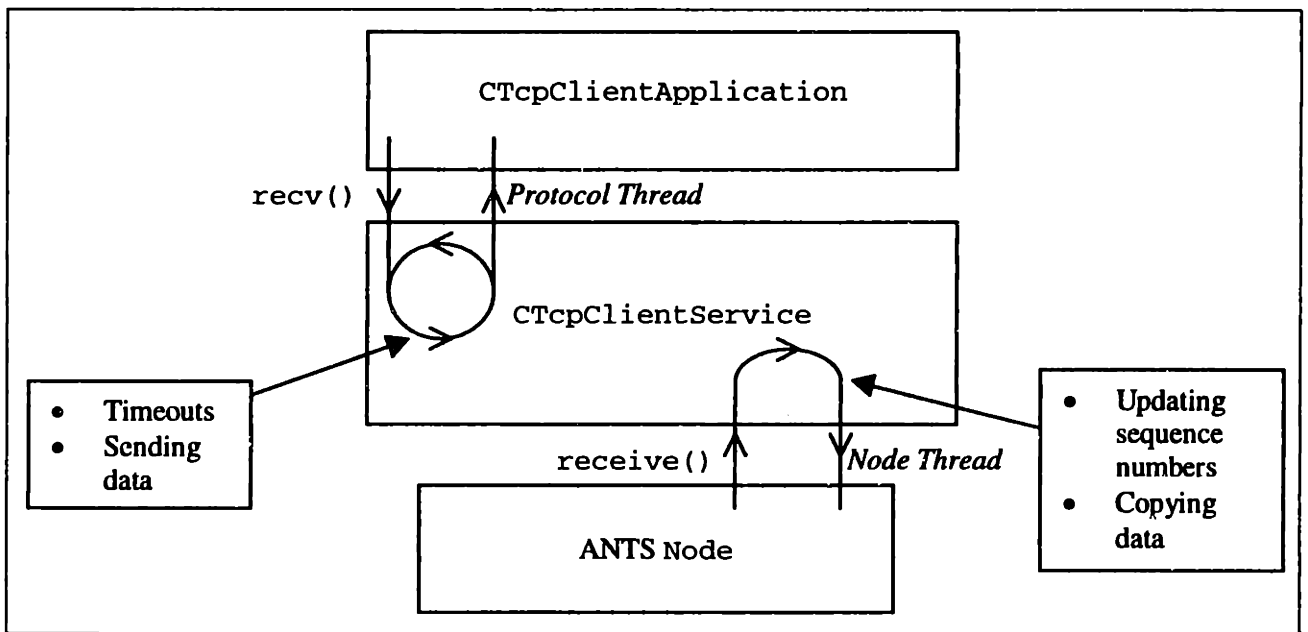 CTcpClientApplication
recv()
Protocol Thread
CTcpClientService
• Timeouts
• Sending
data
• Updating
sequence
numbers
• Copying
data
receive()
Node Thread
ANTS Node